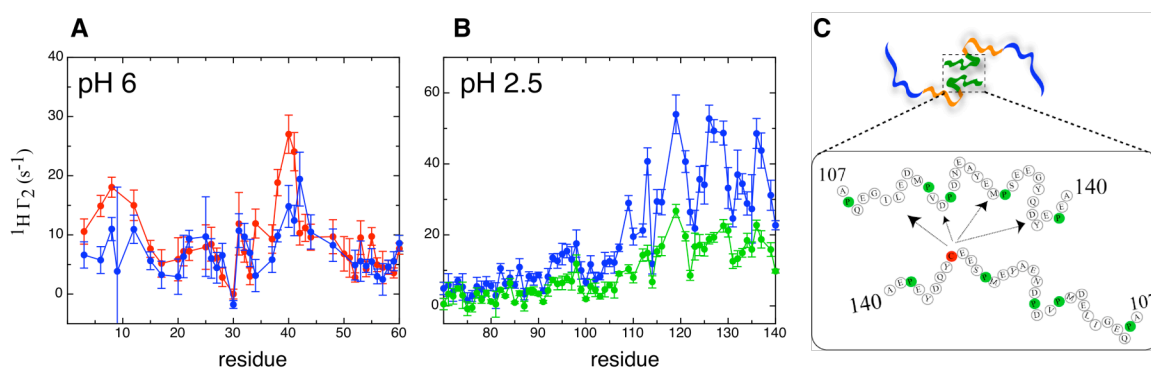 A
B
C
pH 6
pH 2.5
¹H Γ₂ (s⁻¹)
40
30
20
10
0
60
40
20
0
10 20 30 40 50 60
80 90 100 110 120 130 140
residue
residue
107
A P Q E G I L E D M P V D P D N E A Y E M P S E E G Y Q D Y E P E A
140
140
A E P E Y D Q Y C E E S P M E Y A E N D P D V P M D E L I G E Q P A
107